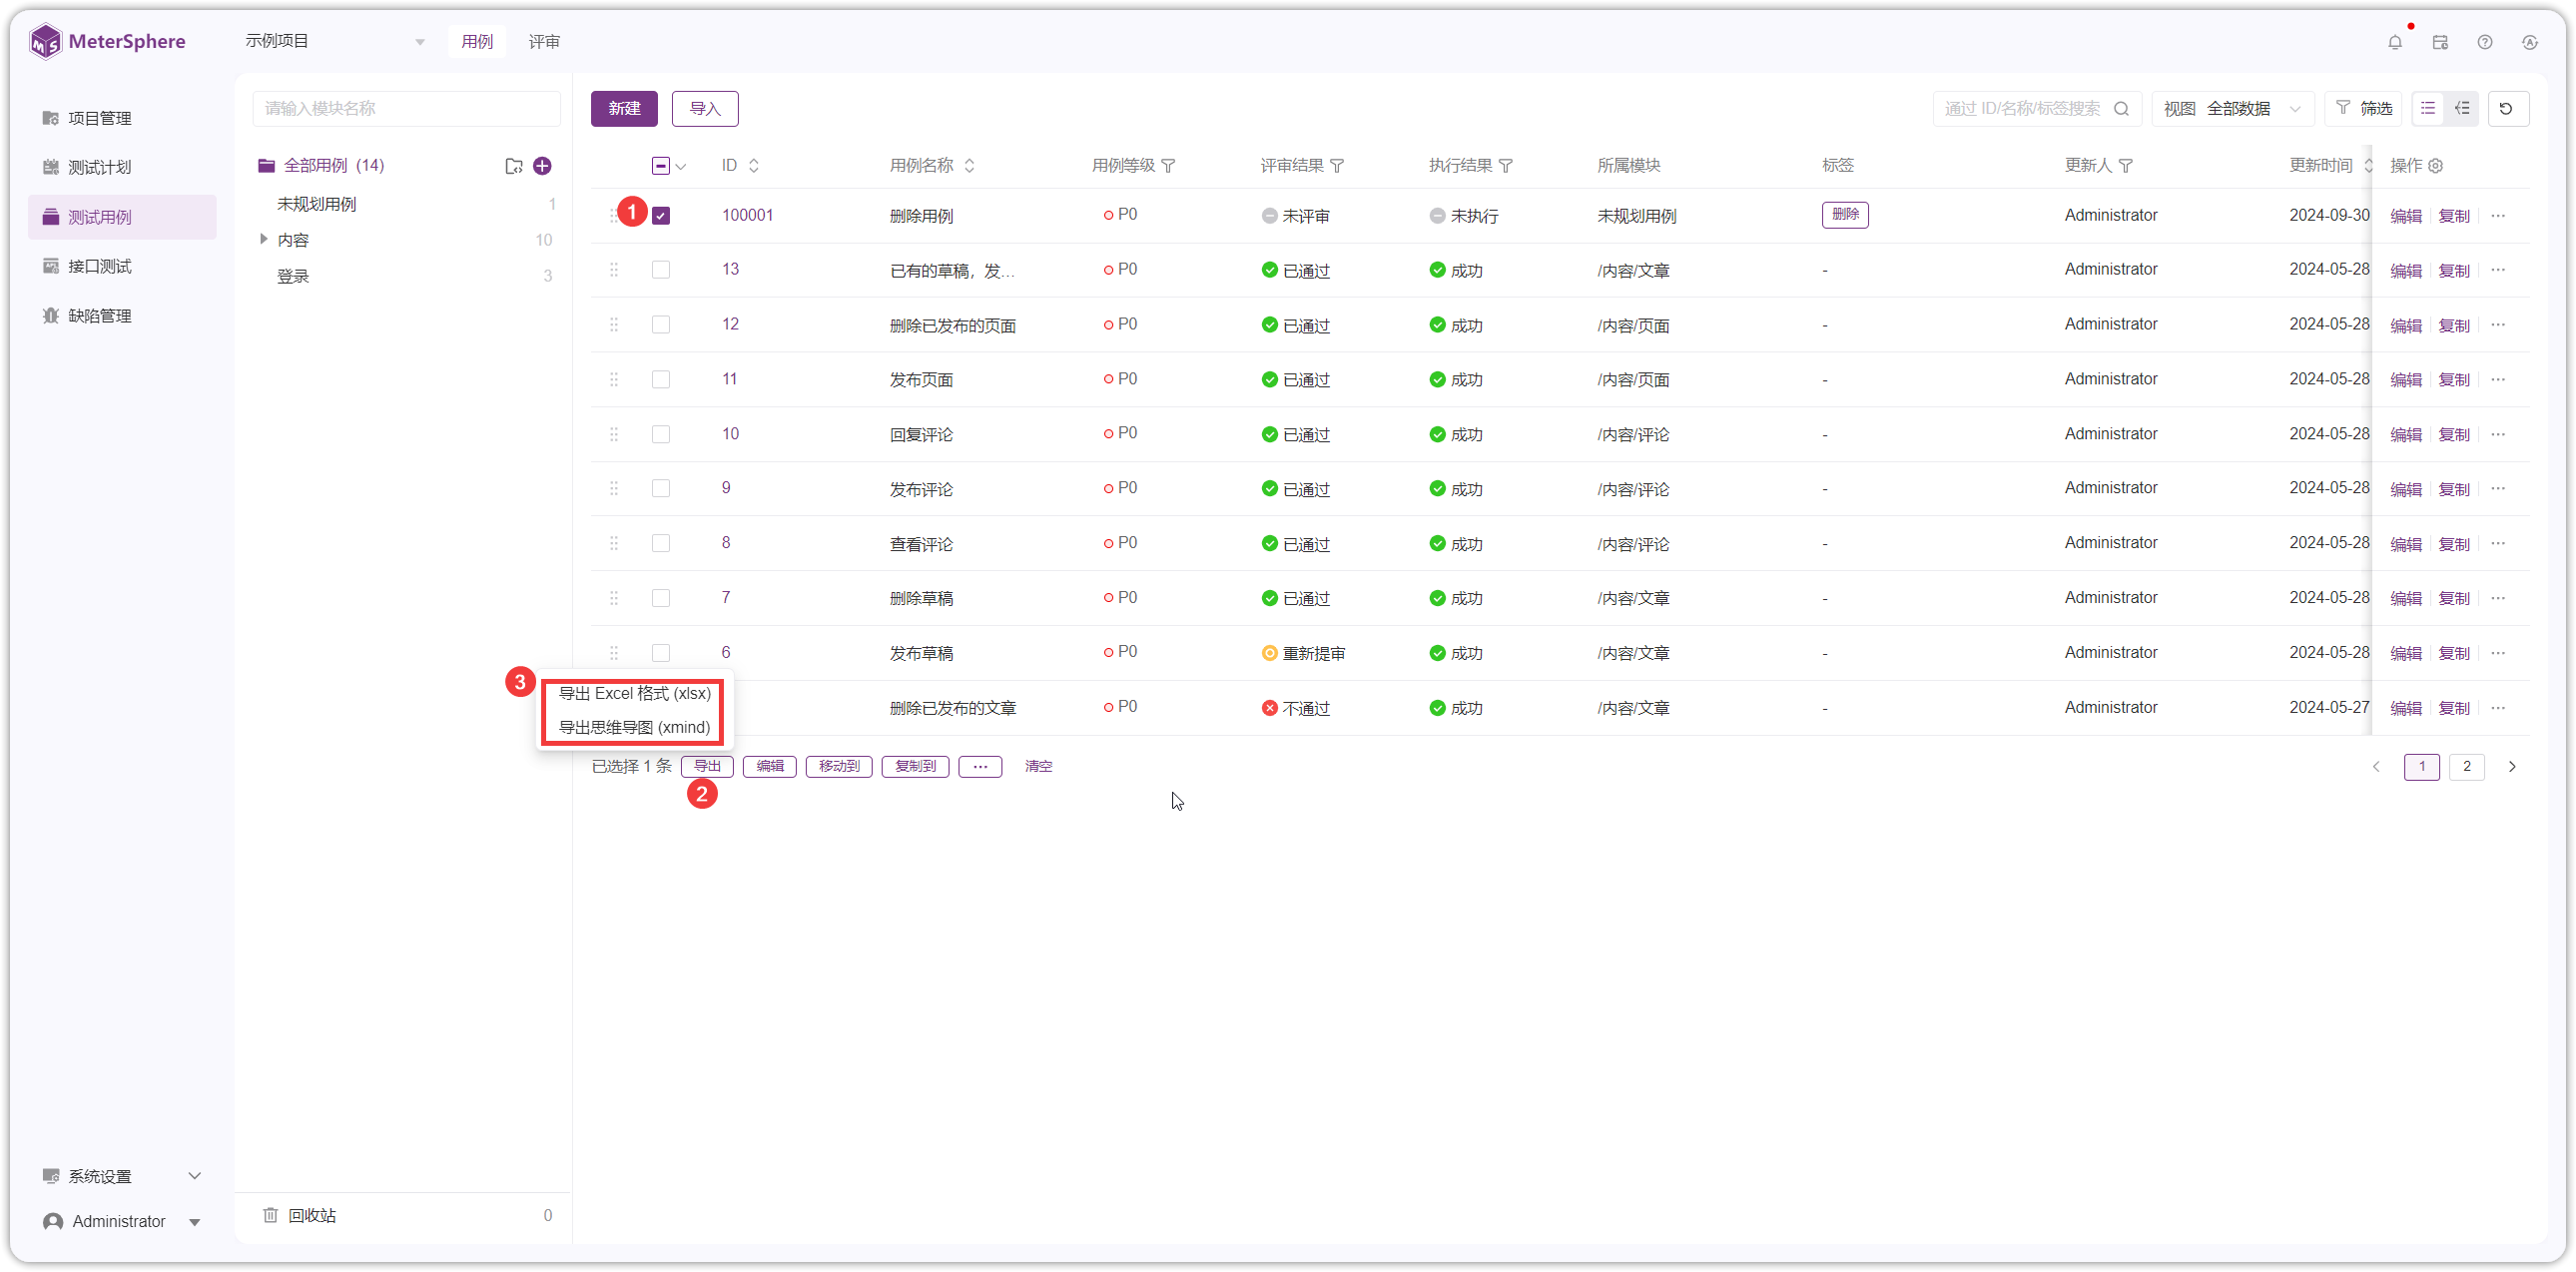 MeterSphere
示例项目
用例 评审
项目管理
测试计划
测试用例
接口测试
缺陷管理
系统设置
Administrator
请输入模块名称
全部用例 (14)
未规划用例 1
内容 10
登录 3
回收站 0
新建 导入 通过 ID/名称/标签搜索 视图 全部数据 筛选
ID 用例名称 用例等级 评审结果 执行结果 所属模块 标签 更新人 更新时间 操作
1 100001 删除用例 P0 未评审 未执行 未规划用例 删除 Administrator 2024-09-30 编辑 复制 ...
13 已有的草稿，发... P0 已通过 成功 /内容/文章 - Administrator 2024-05-28 编辑 复制 ...
12 删除已发布的页面 P0 已通过 成功 /内容/页面 - Administrator 2024-05-28 编辑 复制 ...
11 发布页面 P0 已通过 成功 /内容/页面 - Administrator 2024-05-28 编辑 复制 ...
10 回复评论 P0 已通过 成功 /内容/评论 - Administrator 2024-05-28 编辑 复制 ...
9 发布评论 P0 已通过 成功 /内容/评论 - Administrator 2024-05-28 编辑 复制 ...
8 查看评论 P0 已通过 成功 /内容/评论 - Administrator 2024-05-28 编辑 复制 ...
7 删除草稿 P0 已通过 成功 /内容/文章 - Administrator 2024-05-28 编辑 复制 ...
6 发布草稿 P0 重新提审 成功 /内容/文章 - Administrator 2024-05-28 编辑 复制 ...
删除已发布的文章 P0 不通过 成功 /内容/文章 - Administrator 2024-05-27 编辑 复制 ...
3 导出 Excel 格式 (xlsx)
导出思维导图 (xmind)
已选择 1 条 导出 编辑 移动到 复制到 ... 清空 1 2
2